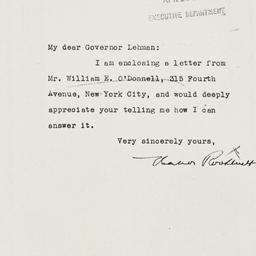 EXECUTIVE DEPARTMENT
My dear Governor Lehman:
I am enclosing a letter from
Mr. William E. O'Donnell, 315 Fourth
Avenue, New York City, and would deeply
appreciate your telling me how I can
answer it.
Very sincerely yours,
Eleanor Roosevelt